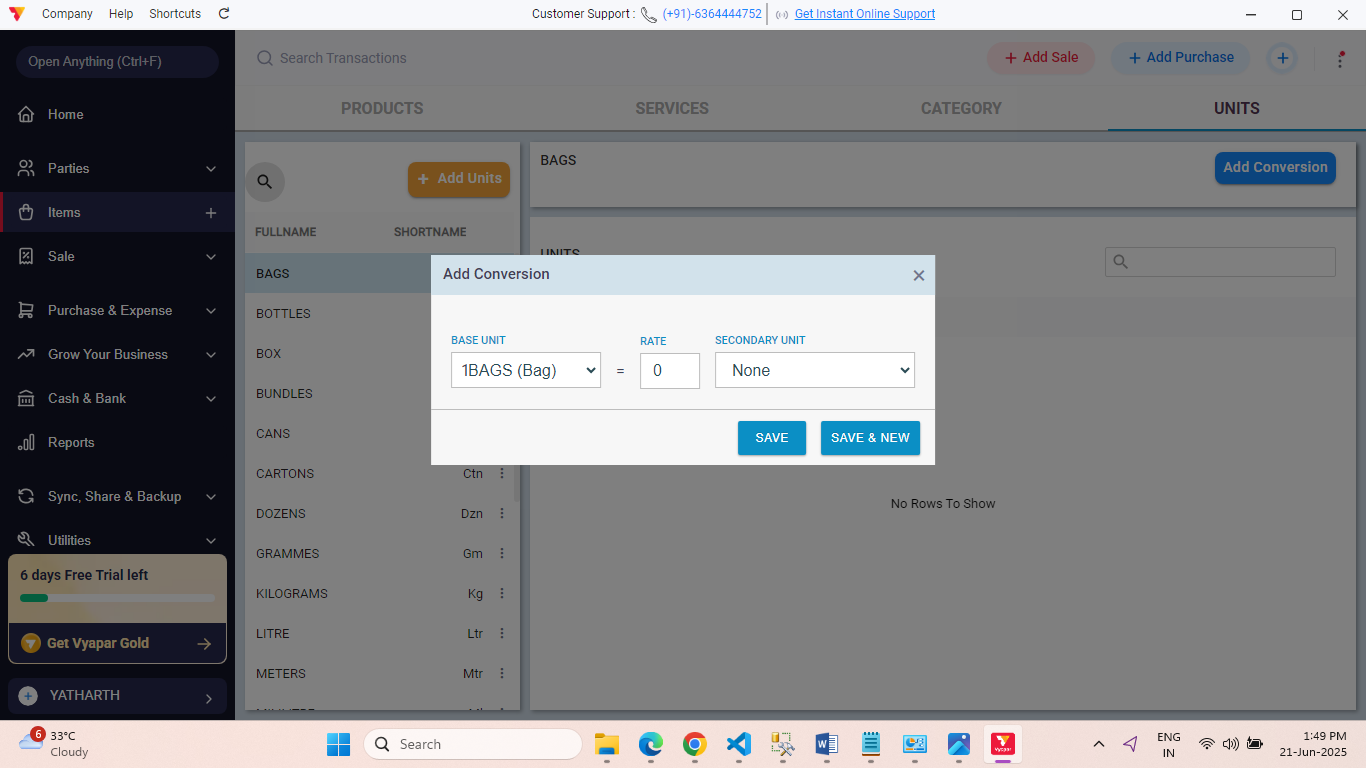 Company Help Shortcuts
Customer Support : (+91)-6364444752 Get Instant Online Support
Open Anything (Ctrl+F)
Search Transactions
Add Sale
Add Purchase
Home
Parties
Items
Sale
Purchase & Expense
Grow Your Business
Cash & Bank
Reports
Sync, Share & Backup
Utilities
6 days Free Trial left
Get Vyapar Gold
YATHARTH
PRODUCTS SERVICES CATEGORY UNITS
+ Add Units
FULLNAME SHORTNAME
BAGS
BOTTLES
BOX
BUNDLES
CANS
CARTONS Ctn
DOZENS Dzn
GRAMMES Gm
KILOGRAMS Kg
LITRE Ltr
METERS Mtr
BAGS
Add Conversion
UNITS
No Rows To Show
Add Conversion
BASE UNIT RATE SECONDARY UNIT
1BAGS (Bag) = 0 None
SAVE SAVE & NEW
6
33°C
Cloudy
Search
vyapar
ENG
IN
1:49 PM
21-Jun-2025